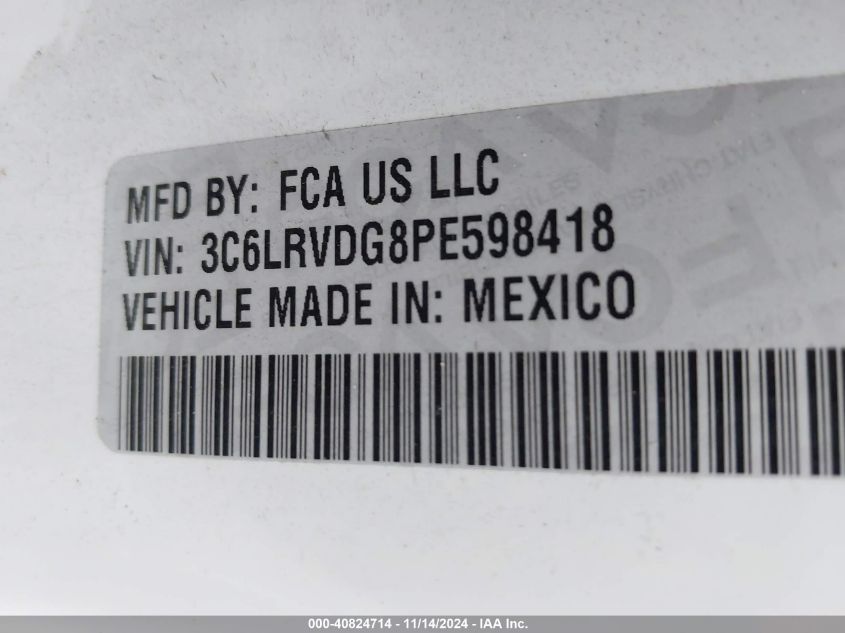 MFD BY: FCA US LLC
VIN: 3C6LRVDG8PE598418
VEHICLE MADE IN: MEXICO
000-40824714 - 11/14/2024 - IAA Inc.